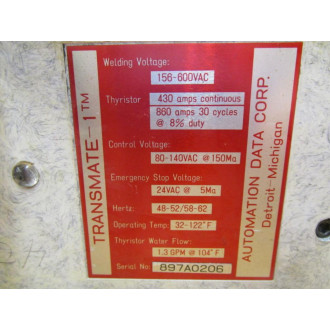 TRANSMATE-1™
Welding Voltage:
156-600VAC
Thyristor
430 amps continuous
860 amps 30 cycles
@ 8% duty
Control Voltage:
80-140VAC @ 150Ma
Emergency Stop Voltage:
24VAC @ 5Ma
Hertz:
48-52/58-62
Operating Temp:
32-122°F
Thyristor Water Flow:
1.3 GPM @ 104°F
Serial No:
897A0206
AUTOMATION DATA CORP.
Detroit-Michigan